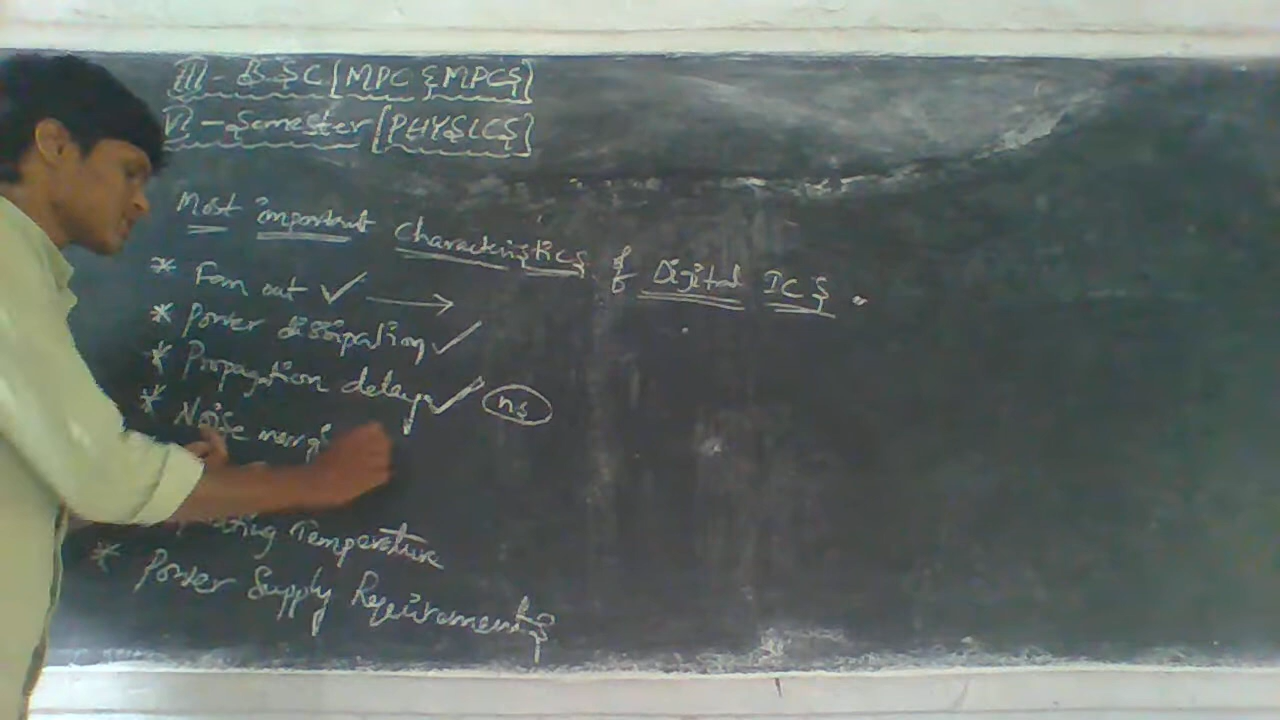 III - B.SC [MPC & MPCS]
VI - Semester [PHYSICS]
Most important characteristics of Digital ICS.
* Fan out ✓ →
* Power dissipation ✓
* Propagation delay ✓ ns
* Noise
Temperature
* Power Supply Requirements